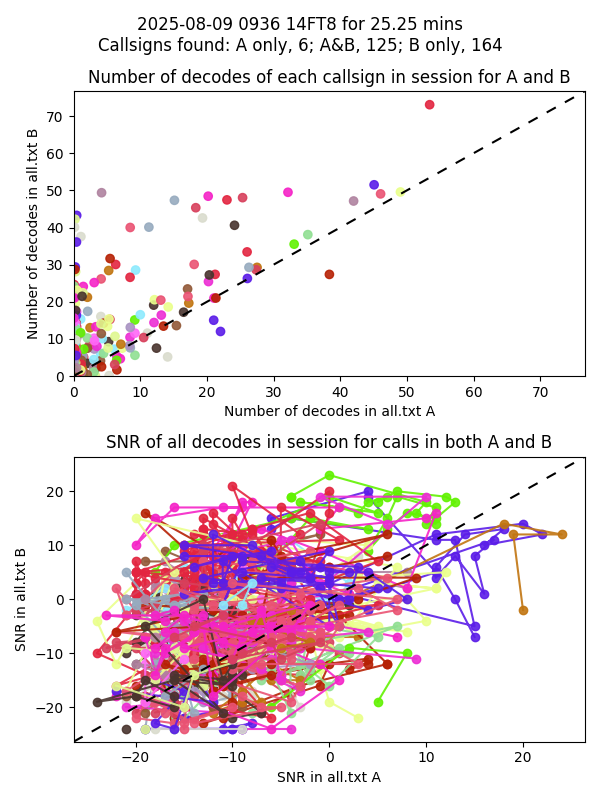 2025-08-09 0936 14FT8 for 25.25 mins
Callsigns found: A only, 6; A&B, 125; B only, 164
Number of decodes of each callsign in session for A and B
70
60
50
40
30
20
10
0
Number of decodes in all.txt B
0 10 20 30 40 50 60 70
Number of decodes in all.txt A
SNR of all decodes in session for calls in both A and B
20
10
0
−10
−20
SNR in all.txt B
−20 −10 0 10 20
SNR in all.txt A